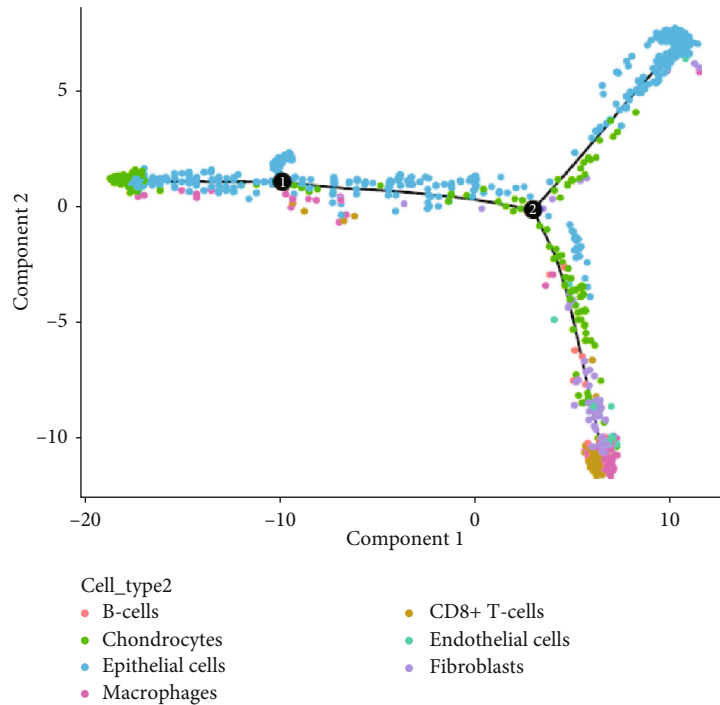 5
0
−5
−10
Component 2
1
2
−20
−10
0
10
Component 1
Cell_type2
B-cells
Chondrocytes
Epithelial cells
Macrophages
CD8+ T-cells
Endothelial cells
Fibroblasts